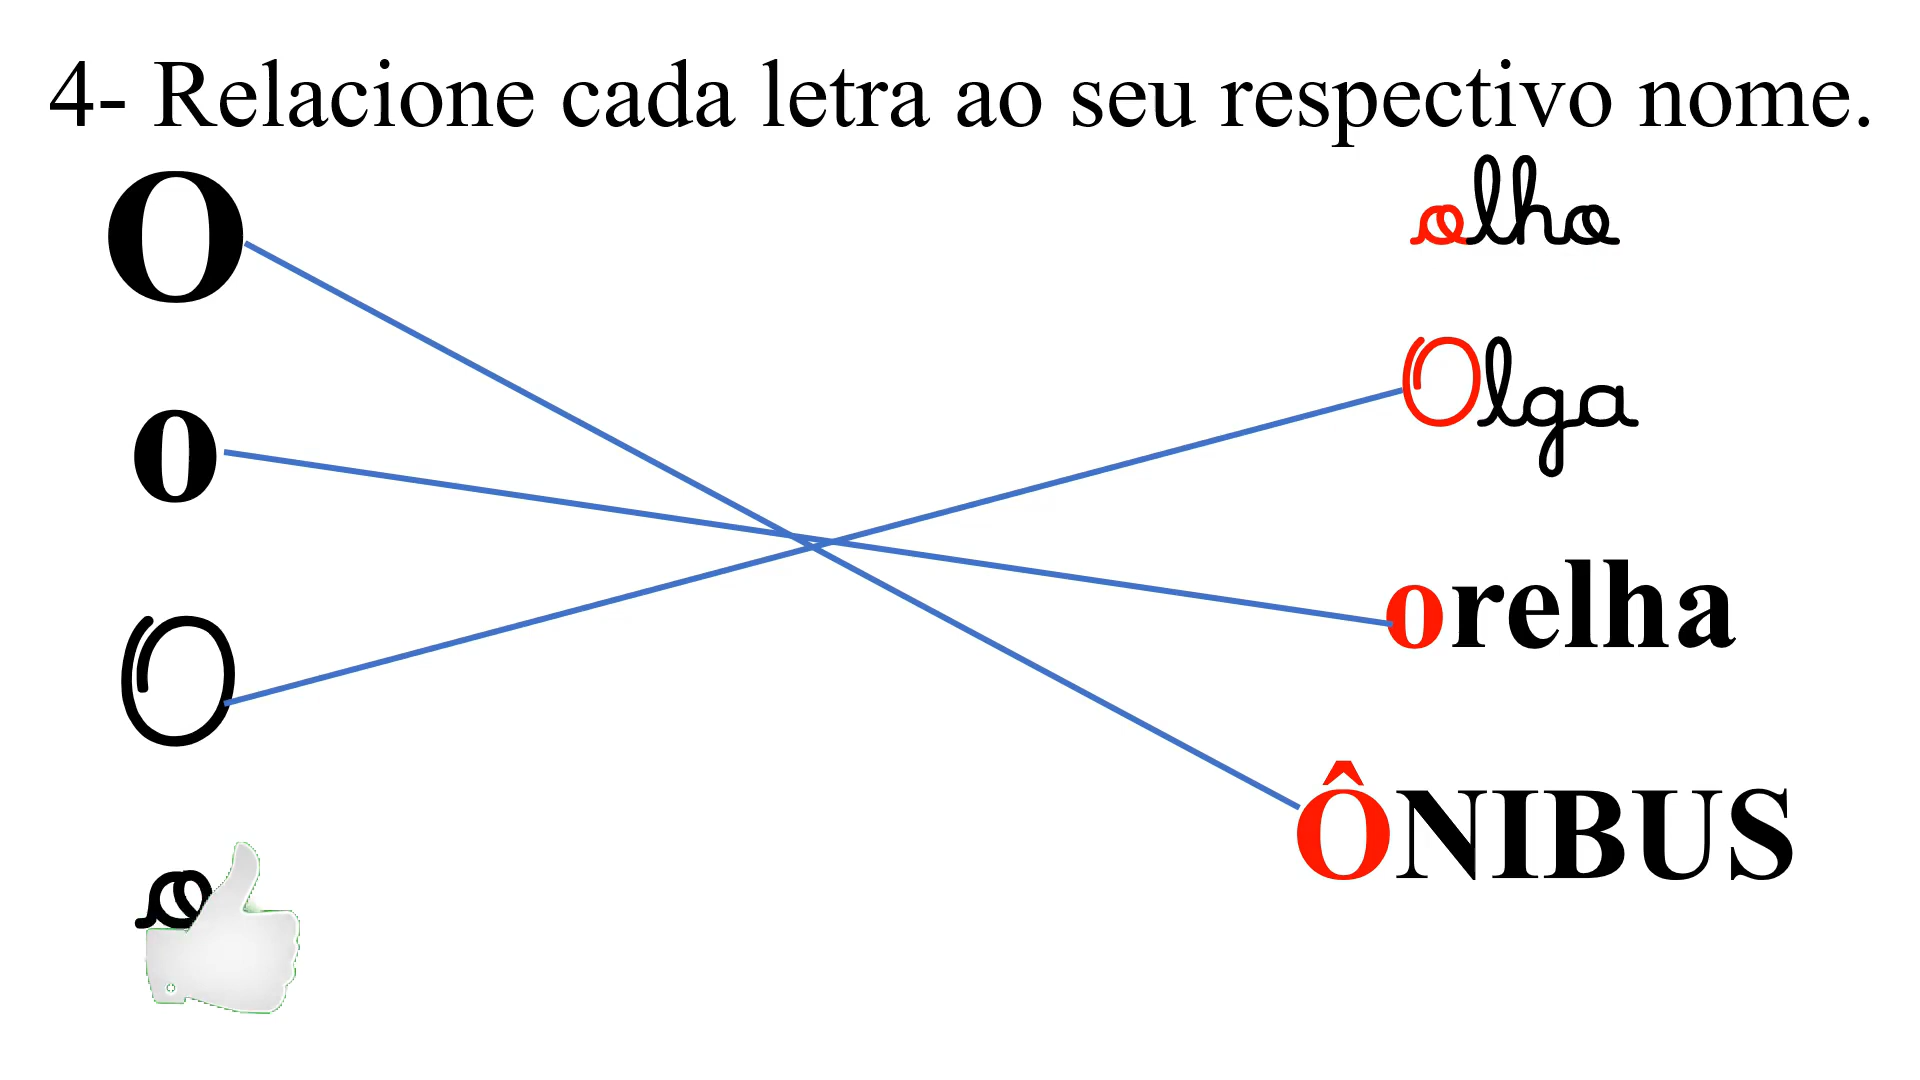 4- Relacione cada letra ao seu respectivo nome.
O
olho
o
Olga
O
orelha
o
ÔNIBUS